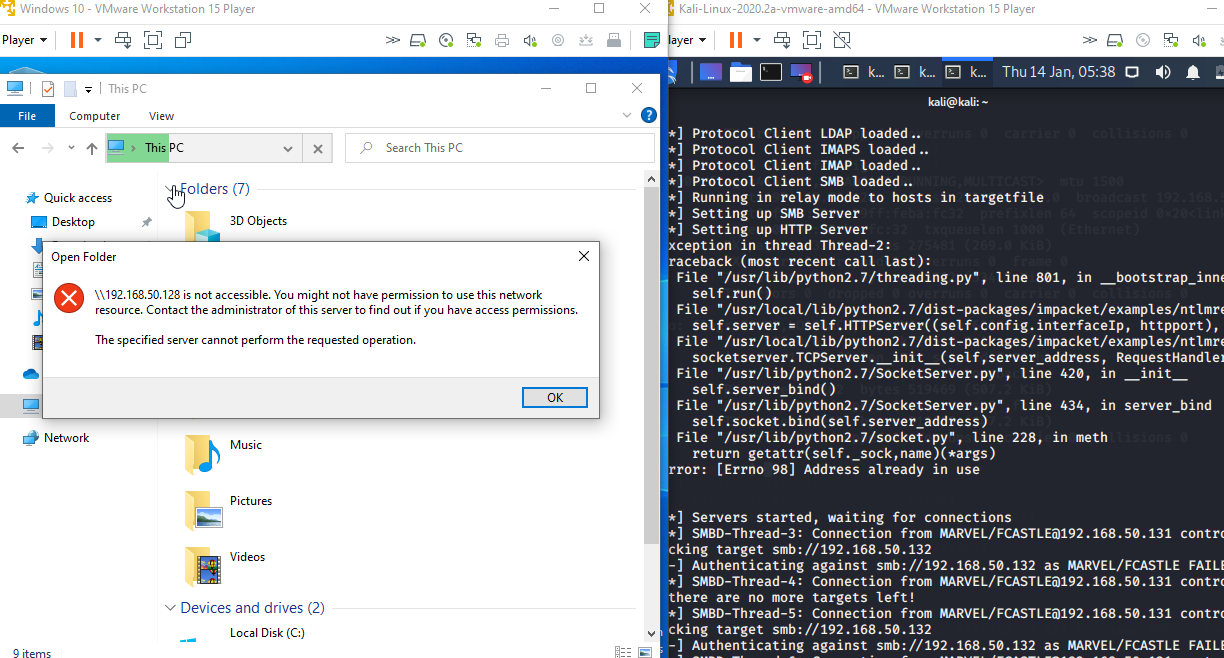 Windows 10 - VMware Workstation 15 Player
Player
This PC
File
Computer
View
This PC
Search This PC
Quick access
Desktop
Network
Folders (7)
3D Objects
Open Folder
\\192.168.50.128 is not accessible. You might not have permission to use this network
resource. Contact the administrator of this server to find out if you have access permissions.
The specified server cannot perform the requested operation.
OK
Music
Pictures
Videos
Devices and drives (2)
Local Disk (C:)
9 items
Kali-Linux-2020.2a-vmware-amd64 - VMware Workstation 15 Player
layer
k...
k...
k...
Thu 14 Jan, 05:38
kali@kali: ~
*] Protocol Client LDAP loaded..
*] Protocol Client IMAPS loaded..
*] Protocol Client IMAP loaded..
*] Protocol Client SMB loaded..
*] Running in relay mode to hosts in targetfile
*] Setting up SMB Server
*] Setting up HTTP Server
xception in thread Thread-2:
raceback (most recent call last):
File "/usr/lib/python2.7/threading.py", line 801, in __bootstrap_inne
self.run()
File "/usr/local/lib/python2.7/dist-packages/impacket/examples/ntlmre
self.server = self.HTTPServer((self.config.interfaceIp, httpport),
File "/usr/local/lib/python2.7/dist-packages/impacket/examples/ntlmre
socketserver.TCPServer.__init__(self,server_address, RequestHandler
File "/usr/lib/python2.7/SocketServer.py", line 420, in __init__
self.server_bind()
File "/usr/lib/python2.7/SocketServer.py", line 434, in server_bind
self.socket.bind(self.server_address)
File "/usr/lib/python2.7/socket.py", line 228, in meth
return getattr(self._sock,name)(*args)
rror: [Errno 98] Address already in use
*] Servers started, waiting for connections
*] SMBD-Thread-3: Connection from MARVEL/FCASTLE@192.168.50.131 contro
cking target smb://192.168.50.132
-] Authenticating against smb://192.168.50.132 as MARVEL/FCASTLE FAILE
*] SMBD-Thread-4: Connection from MARVEL/FCASTLE@192.168.50.131 contro
there are no more targets left!
*] SMBD-Thread-5: Connection from MARVEL/FCASTLE@192.168.50.131 contro
cking target smb://192.168.50.132
-] Authenticating against smb://192.168.50.132 as MARVEL/FCASTLE FAILE